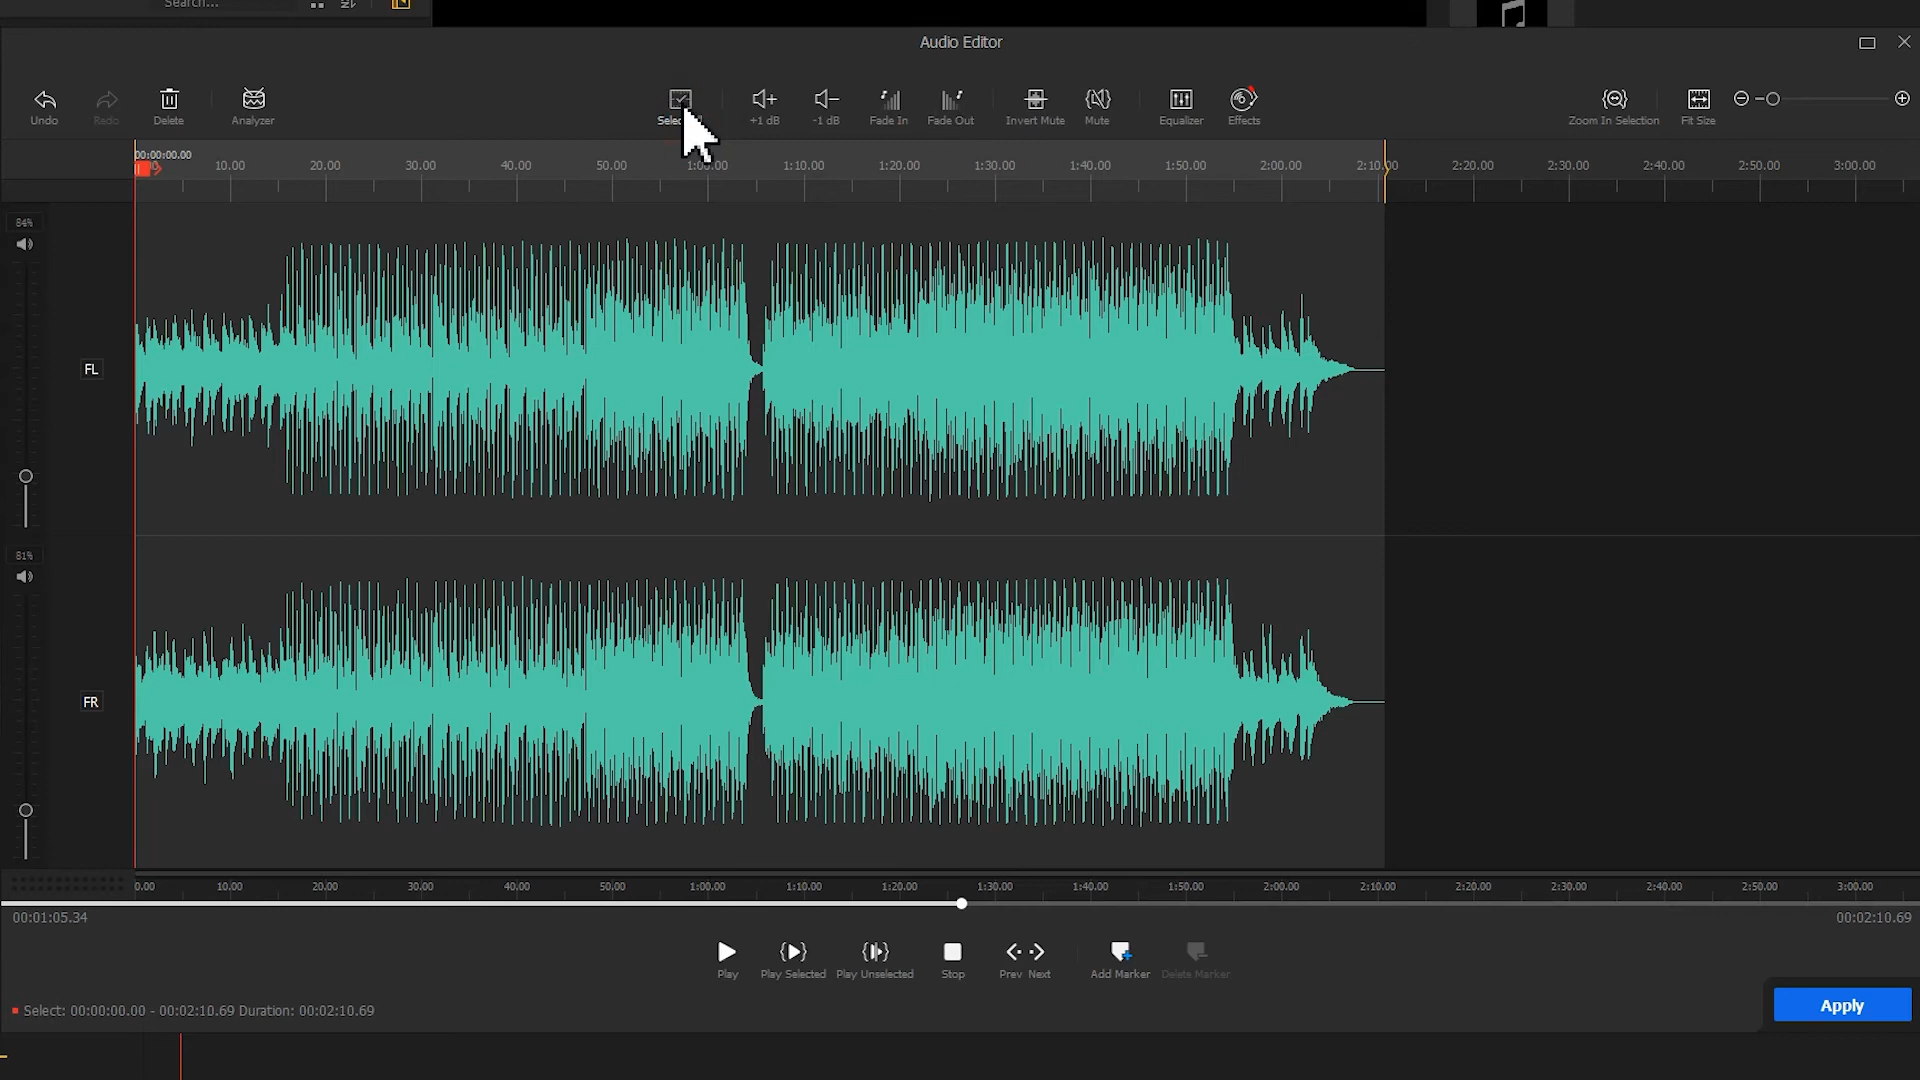 Search...
Audio Editor
Undo Redo Delete Analyzer +1 dB -1 dB Fade In Fade Out Invert Mute Mute Equalizer Effects Zoom In Selection Fit Size
00:00:00.00
10.00 20.00 30.00 40.00 50.00 1:00.00 1:10.00 1:20.00 1:30.00 1:40.00 1:50.00 2:00.00 2:10.00 2:20.00 2:30.00 2:40.00 2:50.00 3:00.00
84%
FL
81%
FR
0.00 10.00 20.00 30.00 40.00 50.00 1:00.00 1:10.00 1:20.00 1:30.00 1:40.00 1:50.00 2:00.00 2:10.00 2:20.00 2:30.00 2:40.00 2:50.00 3:00.00
00:01:05.34 00:02:10.69
Play Play Selected Play Unselected Stop Prev Next Add Marker Delete Marker
Select: 00:00:00.00 - 00:02:10.69 Duration: 00:02:10.69
Apply